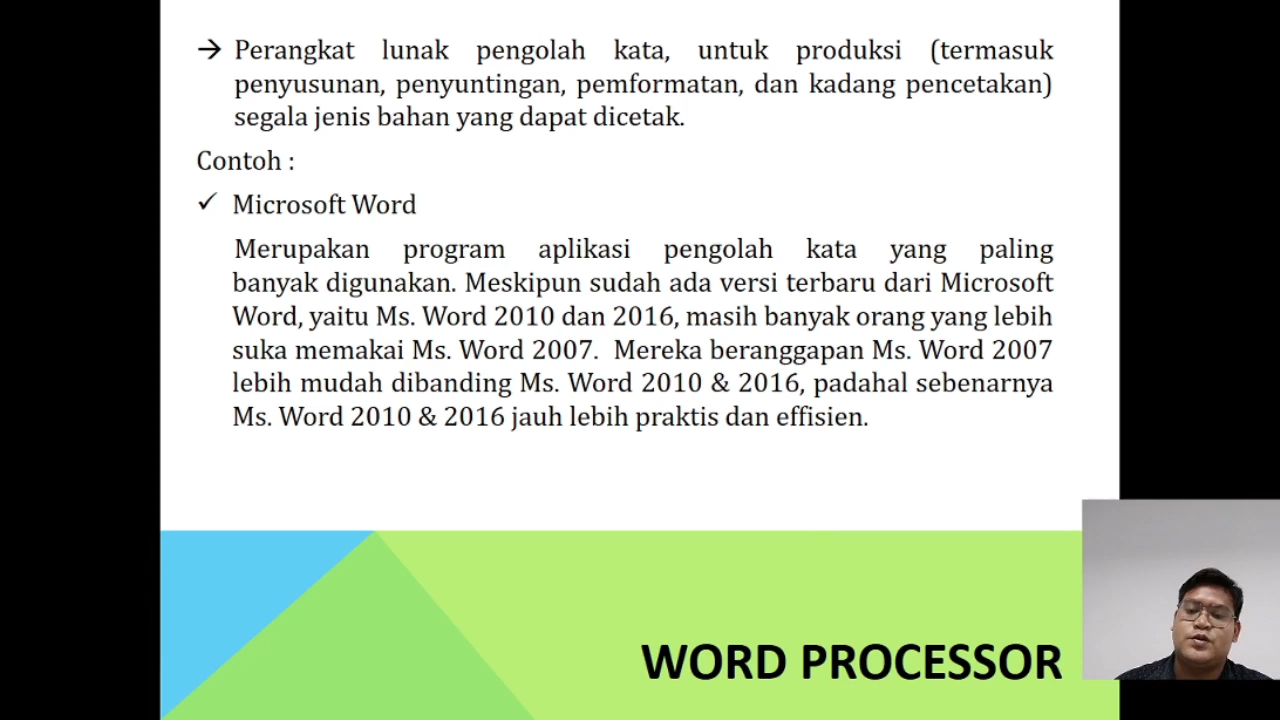 → Perangkat lunak pengolah kata, untuk produksi (termasuk
penyusunan, penyuntingan, pemformatan, dan kadang pencetakan)
segala jenis bahan yang dapat dicetak.
Contoh :
✓ Microsoft Word
Merupakan program aplikasi pengolah kata yang paling
banyak digunakan. Meskipun sudah ada versi terbaru dari Microsoft
Word, yaitu Ms. Word 2010 dan 2016, masih banyak orang yang lebih
suka memakai Ms. Word 2007. Mereka beranggapan Ms. Word 2007
lebih mudah dibanding Ms. Word 2010 & 2016, padahal sebenarnya
Ms. Word 2010 & 2016 jauh lebih praktis dan effisien.
WORD PROCESSOR